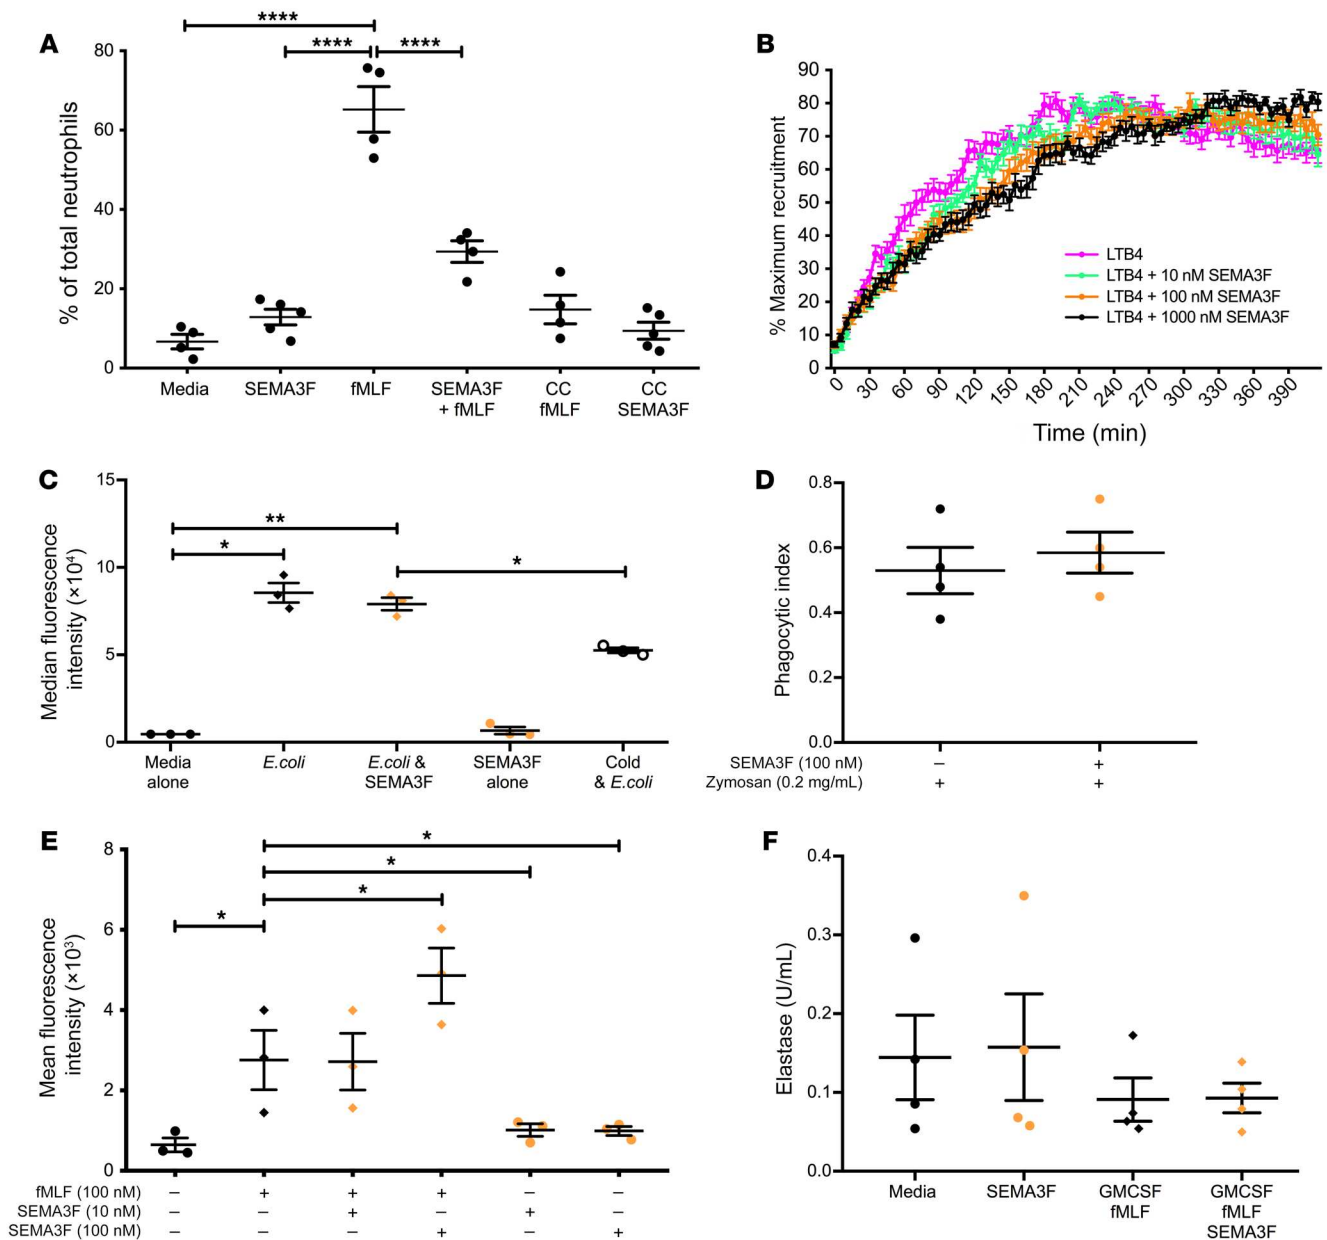 A
****
**** ****
% of total neutrophils
80
60
40
20
0
Media SEMA3F fMLF SEMA3F CC CC
+ fMLF fMLF SEMA3F
B
% Maximum recruitment
90
80
70
60
50
40
30
20
10
0
LTB4
LTB4 + 10 nM SEMA3F
LTB4 + 100 nM SEMA3F
LTB4 + 1000 nM SEMA3F
0 30 60 90 120 150 180 210 240 270 300 330 360 390
Time (min)
C
Median fluorescence
intensity (×10⁴)
15
10
5
0
**
*
*
Media E.coli E.coli & SEMA3F Cold
alone SEMA3F alone & E.coli
D
Phagocytic index
0.8
0.6
0.4
0.2
0.0
SEMA3F (100 nM) – +
Zymosan (0.2 mg/mL) + +
E
Mean fluorescence
intensity (×10³)
8
6
4
2
0
*
*
*
*
fMLF (100 nM) – + + + – –
SEMA3F (10 nM) – – + – + –
SEMA3F (100 nM) – – – + – +
F
Elastase (U/mL)
0.4
0.3
0.2
0.1
0.0
Media SEMA3F GMCSF GMCSF
fMLF fMLF
SEMA3F